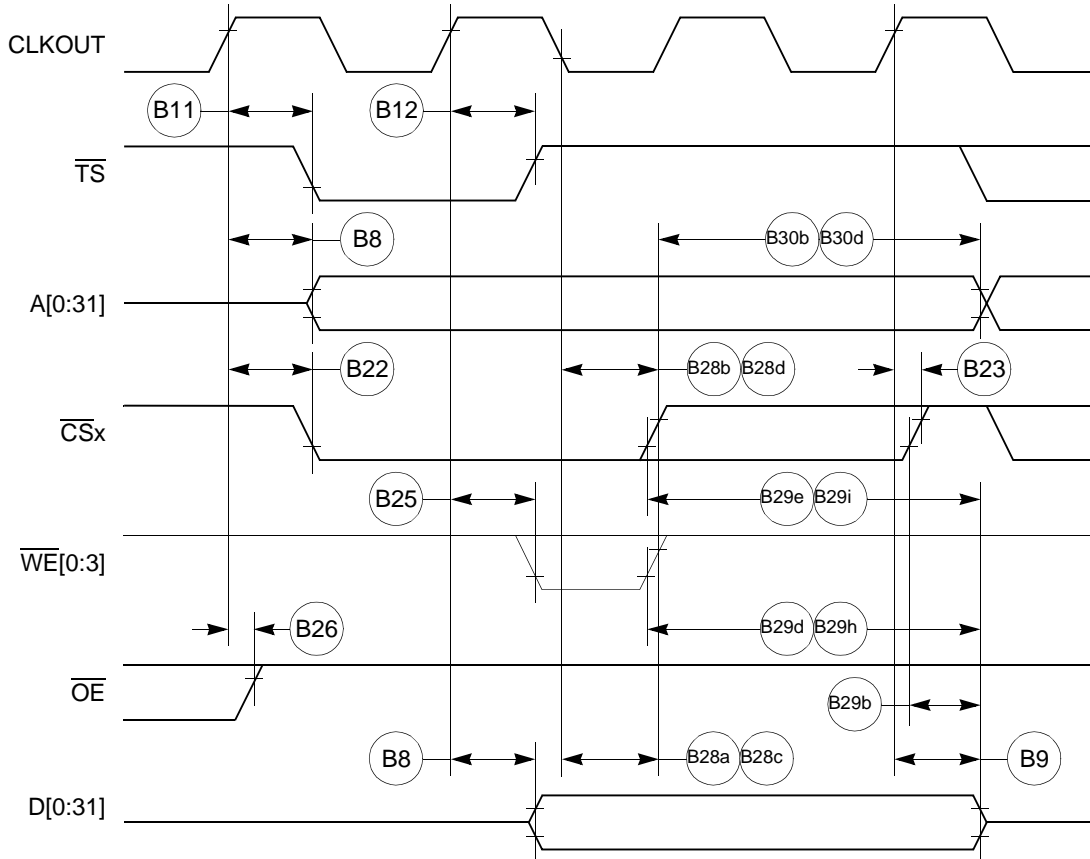 CLKOUT
B11
B12
TS
B8
B30b B30d
A[0:31]
B22
B28b B28d
B23
CSx
B25
B29e B29i
WE[0:3]
B26
B29d B29h
OE
B29b
B8
B28a B28c
B9
D[0:31]